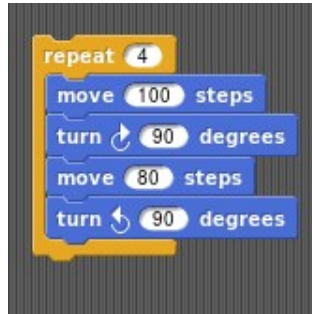 repeat 4
move 100 steps
turn 90 degrees
move 80 steps
turn 90 degrees